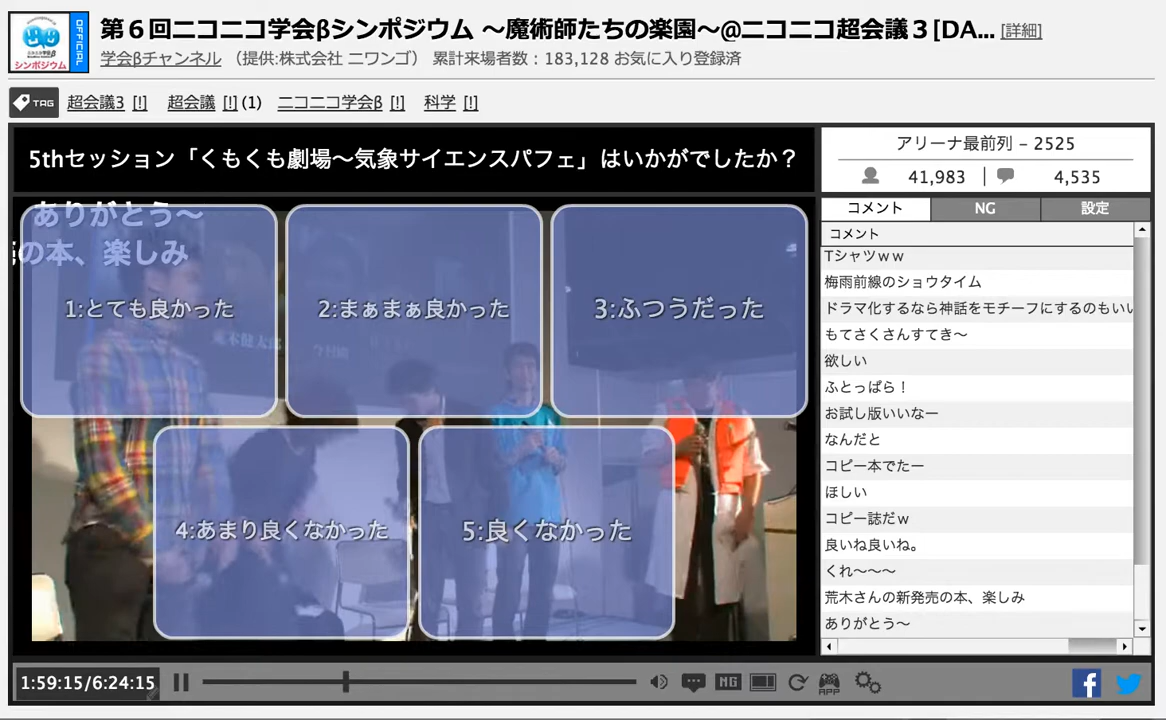 第６回ニコニコ学会βシンポジウム ～魔術師たちの楽園～@ニコニコ超会議３[DA... [詳細]
OFFICIAL
シンポジウム
学会βチャンネル （提供:株式会社 ニワンゴ） 累計来場者数：183,128 お気に入り登録済
TAG 超会議3 [!] 超会議 [!](1) ニコニコ学会β [!] 科学 [!]
5thセッション「くもくも劇場～気象サイエンスパフェ」はいかがでしたか？
ありがとう～
の本、楽しみ
1:とても良かった
2:まぁまぁ良かった
3:ふつうだった
荒木健太郎
4:あまり良くなかった
5:良くなかった
アリーナ最前列 – 2525
41,983 | 4,535
コメント NG 設定
コメント
Tシャツｗｗ
梅雨前線のショウタイム
ドラマ化するなら神話をモチーフにするのもいい
もてさくさんすてき～
欲しい
ふとっぱら！
お試し版いいなー
なんだと
コピー本でたー
ほしい
コピー誌だｗ
良いね良いね。
くれ～～～
荒木さんの新発売の本、楽しみ
ありがとう～
1:59:15/6:24:15
NG
APP